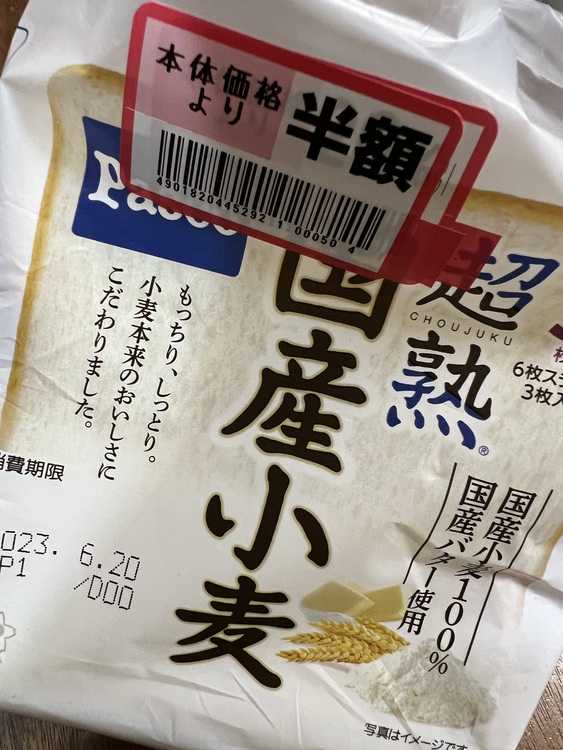 本体価格
より
半額
4901820445292 1 00050 4
Pasco
超熟
CHOUJUKU
®
国産小麦
もっちり、しっとり。
小麦本来のおいしさに
こだわりました。
6枚ス
3枚
国産小麦100%
国産バター使用
消費期限
2023. 6.20
P1 /D00
写真はイメージです